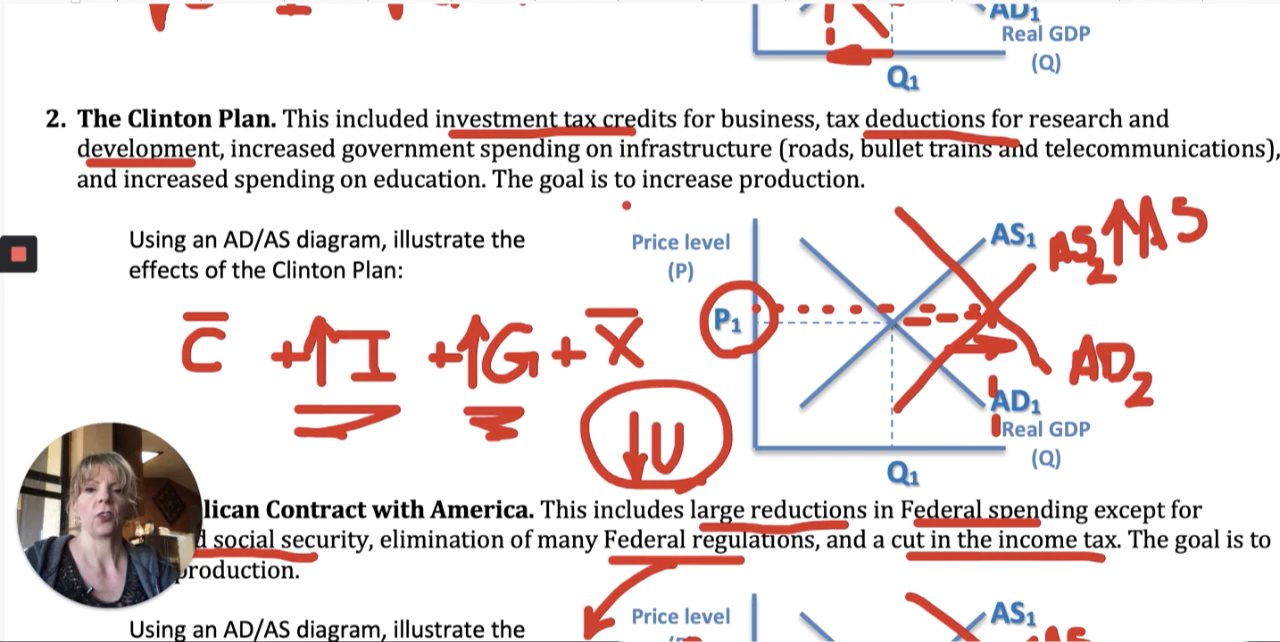 AD1
Real GDP
(Q)
Q1
2. The Clinton Plan. This included investment tax credits for business, tax deductions for research and
development, increased government spending on infrastructure (roads, bullet trains and telecommunications),
and increased spending on education. The goal is to increase production.
Using an AD/AS diagram, illustrate the
effects of the Clinton Plan:
Price level
(P)
P1
AS1
AS2
AD2
AD1
Real GDP
(Q)
Q1
C +↑I +↑G + X
↓U
lican Contract with America. This includes large reductions in Federal spending except for
d social security, elimination of many Federal regulations, and a cut in the income tax. The goal is to
production.
Using an AD/AS diagram, illustrate the
Price level
AS1